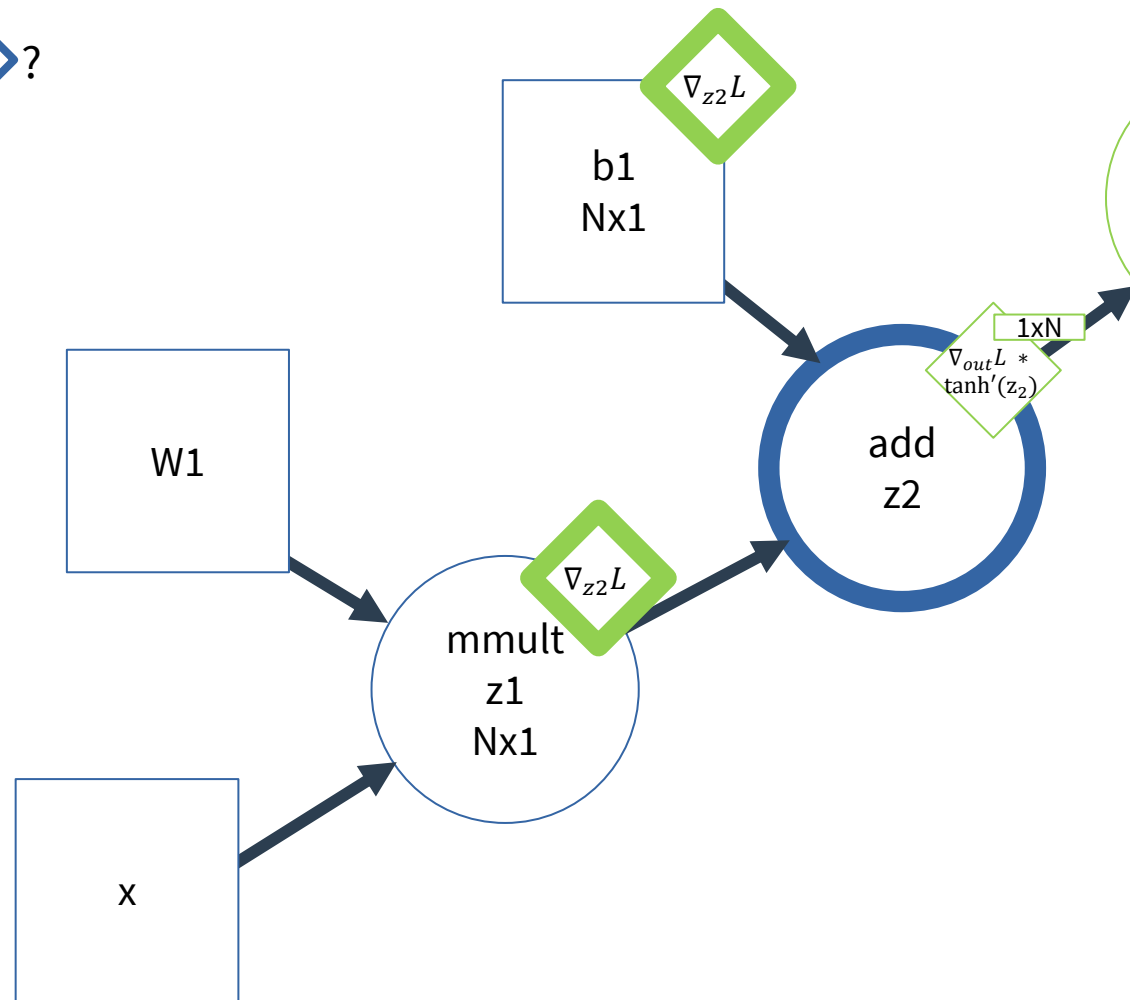 ?
∇z2L
b1
Nx1
1xN
∇outL *
tanh′(z2)
W1
add
z2
∇z2L
mmult
z1
Nx1
x